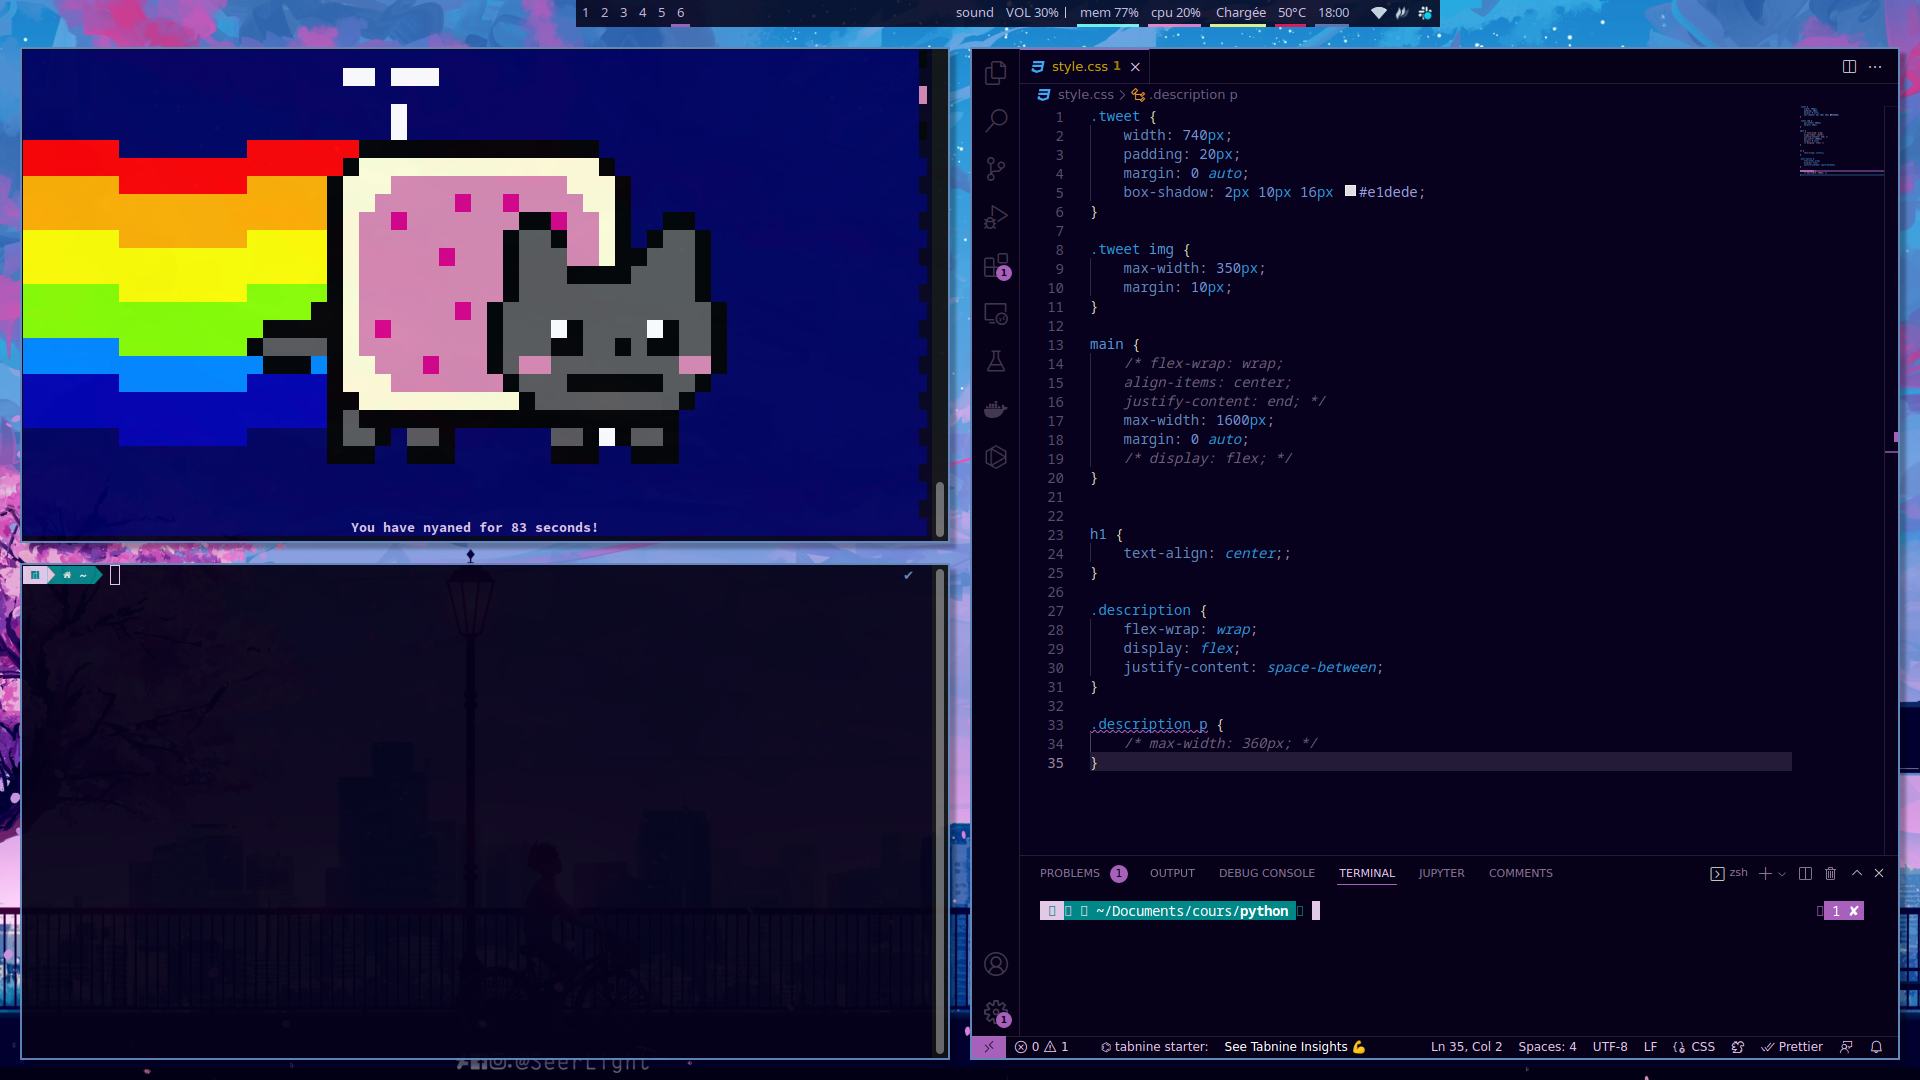 1 2 3 4 5 6
sound VOL 30% | mem 77% cpu 20% Chargée 50°C 18:00
You have nyaned for 83 seconds!
~
@SeerLight
style.css 1
style.css > .description p
1 .tweet {
2 width: 740px;
3 padding: 20px;
4 margin: 0 auto;
5 box-shadow: 2px 10px 16px #e1dede;
6 }
7
8 .tweet img {
9 max-width: 350px;
10 margin: 10px;
11 }
12
13 main {
14 /* flex-wrap: wrap;
15 align-items: center;
16 justify-content: end; */
17 max-width: 1600px;
18 margin: 0 auto;
19 /* display: flex; */
20 }
21
22
23 h1 {
24 text-align: center;;
25 }
26
27 .description {
28 flex-wrap: wrap;
29 display: flex;
30 justify-content: space-between;
31 }
32
33 .description p {
34 /* max-width: 360px; */
35 }
1
PROBLEMS 1 OUTPUT DEBUG CONSOLE TERMINAL JUPYTER COMMENTS zsh
~/Documents/cours/python 1 ✘
1
0 1 tabnine starter: See Tabnine Insights 💪 Ln 35, Col 2 Spaces: 4 UTF-8 LF CSS Prettier